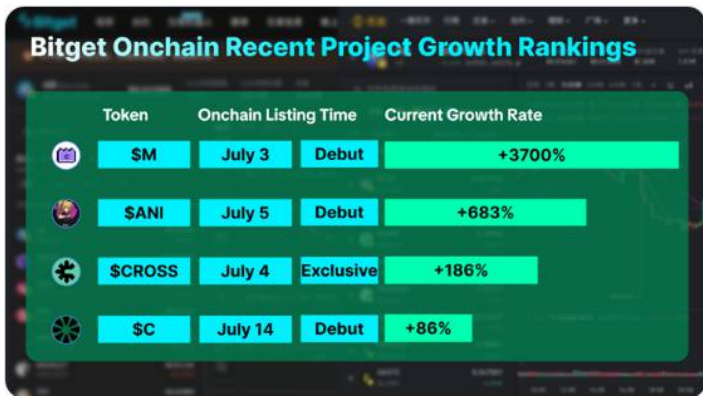 Bitget Onchain Recent Project Growth Rankings
Token Onchain Listing Time Current Growth Rate
$M July 3 Debut +3700%
$ANI July 5 Debut +683%
$CROSS July 4 Exclusive +186%
$C July 14 Debut +86%